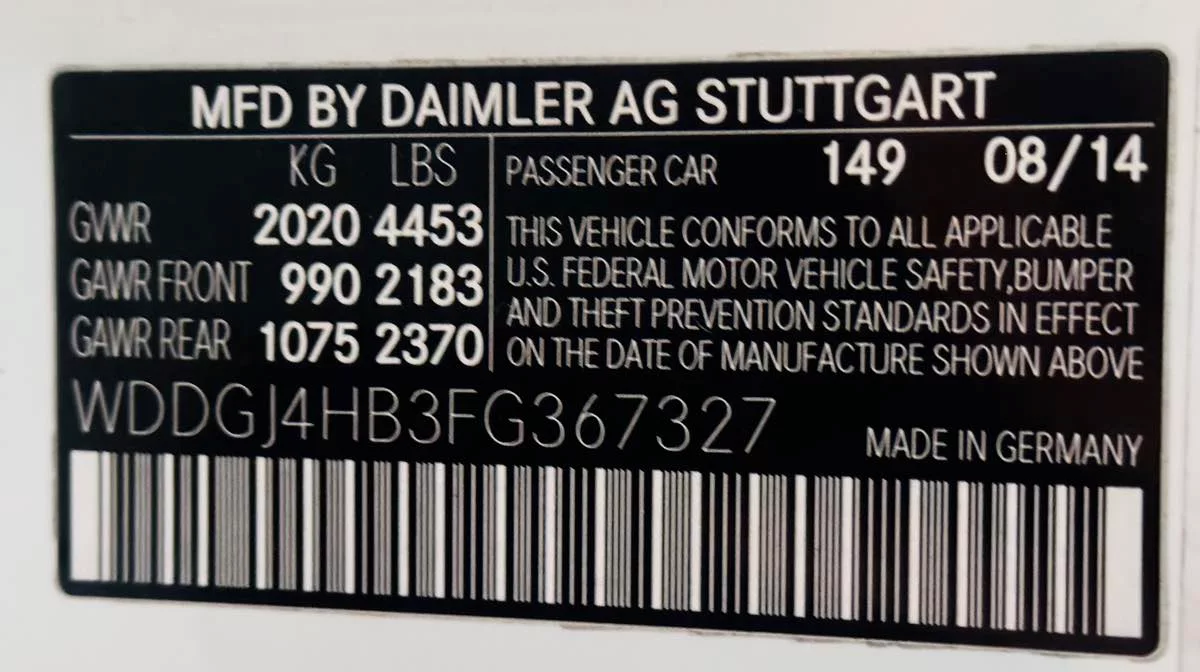 MFD BY DAIMLER AG STUTTGART
KG LBS
GVWR 2020 4453
GAWR FRONT 990 2183
GAWR REAR 1075 2370
PASSENGER CAR 149 08/14
THIS VEHICLE CONFORMS TO ALL APPLICABLE
U.S. FEDERAL MOTOR VEHICLE SAFETY,BUMPER
AND THEFT PREVENTION STANDARDS IN EFFECT
ON THE DATE OF MANUFACTURE SHOWN ABOVE
WDDGJ4HB3FG367327
MADE IN GERMANY